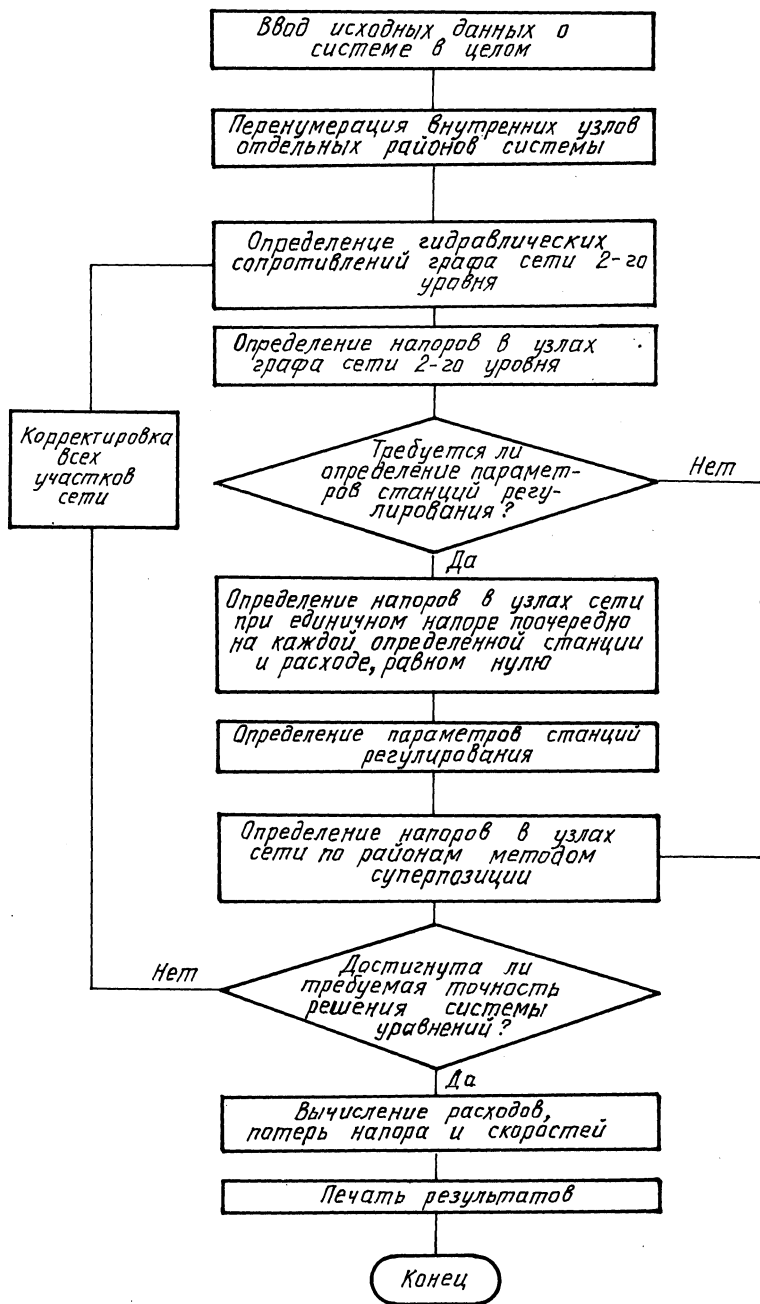 Ввод исходных данных о
системе в целом
Перенумерация внутренних узлов
отдельных районов системы
Определение гидравлических
сопротивлений графа сети 2-го
уровня
Определение напоров в узлах
графа сети 2-го уровня
Корректировка
всех
участков
сети
Требуется ли
определение парамет-
ров станций регу-
лирования?
Нет
Да
Определение напоров в узлах сети
при единичном напоре поочередно
на каждой определенной станции
и расходе, равном нулю
Определение параметров станций
регулирования
Определение напоров в узлах
сети по районам методом
суперпозиции
Нет
Достигнута ли
требуемая точность
решения системы
уравнений?
Да
Вычисление расходов,
потерь напора и скоростей
Печать результатов
Конец